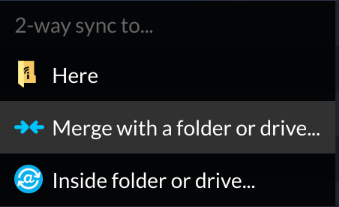 2-way sync to...
Here
Merge with a folder or drive...
Inside folder or drive...